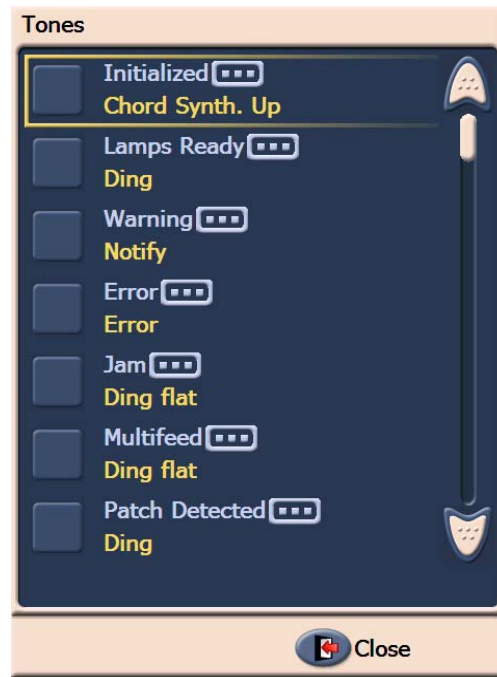 Tones
Initialized
Chord Synth. Up
Lamps Ready
Ding
Warning
Notify
Error
Error
Jam
Ding flat
Multifeed
Ding flat
Patch Detected
Ding
Close